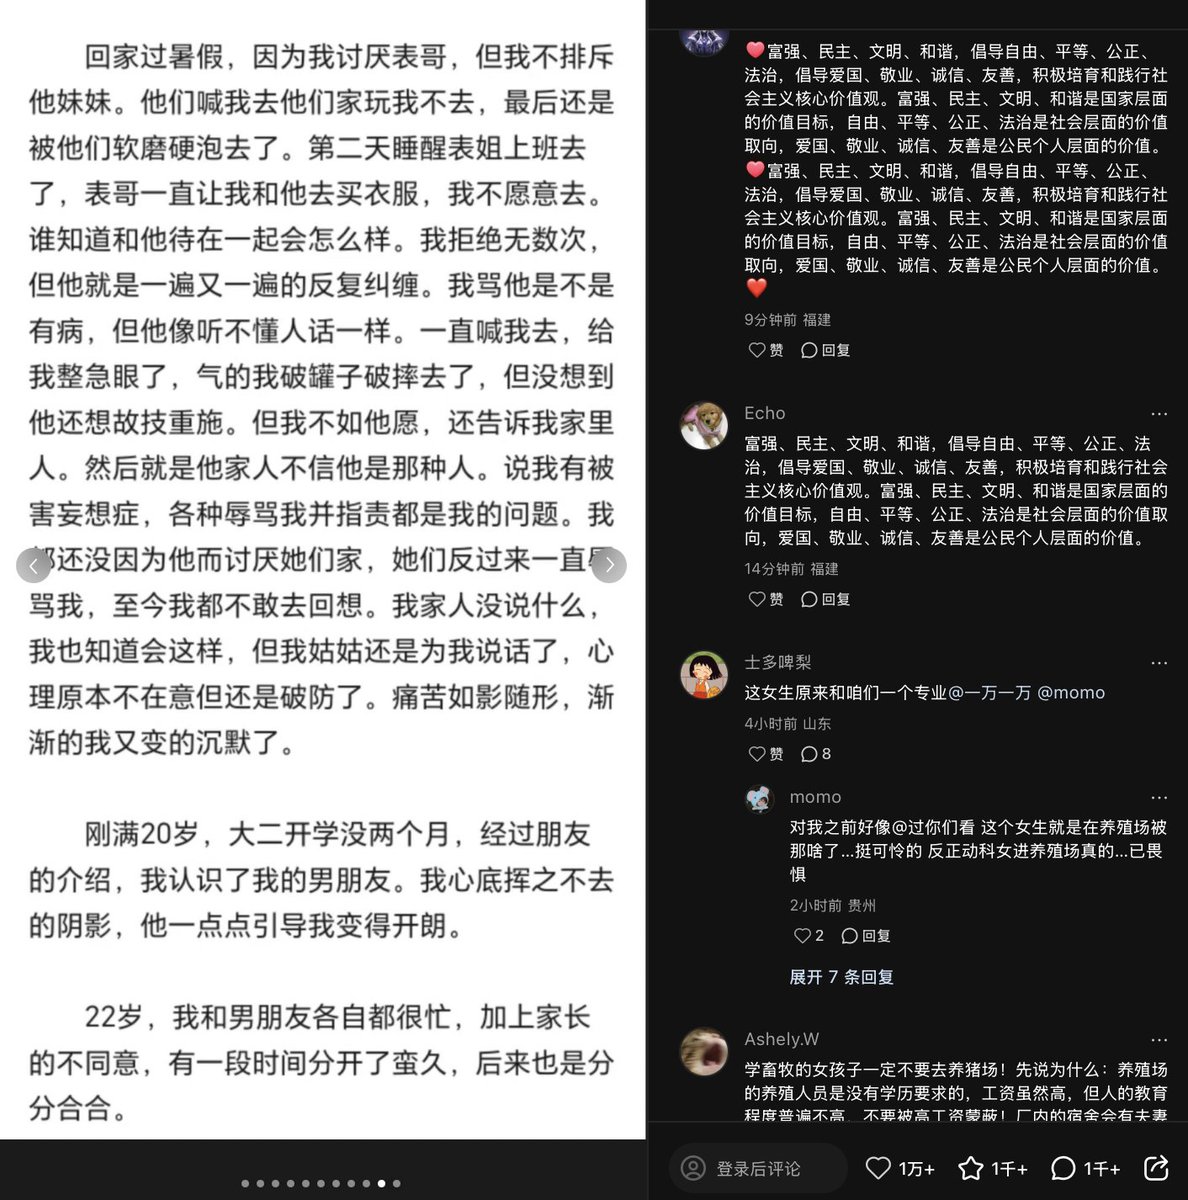 回家过暑假，因为我讨厌表哥，但我不排斥
他妹妹。他们喊我去他们家玩我不去，最后还是
被他们软磨硬泡去了。第二天睡醒表姐上班去
了，表哥一直让我和他去买衣服，我不愿意去。
谁知道和他待在一起会怎么样。我拒绝无数次，
但他就是一遍又一遍的反复纠缠。我骂他是不是
有病，但他像听不懂人话一样。一直喊我去，给
我整急眼了，气的我破罐子破摔去了，但没想到
他还想故技重施。但我不如他愿，还告诉我家里
人。然后就是他家人不信他是那种人。说我有被
害妄想症，各种辱骂我并指责都是我的问题。我
还没因为他而讨厌她们家，她们反过来一直
骂我，至今我都不敢去回想。我家人没说什么，
我也知道会这样，但我姑姑还是为我说话了，心
理原本不在意但还是破防了。痛苦如影随形，渐
渐的我又变的沉默了。
刚满20岁，大二开学没两个月，经过朋友
的介绍，我认识了我的男朋友。我心底挥之不去
的阴影，他一点点引导我变得开朗。
22岁，我和男朋友各自都很忙，加上家长
的不同意，有一段时间分开了蛮久，后来也是分
分合合。
❤️富强、民主、文明、和谐，倡导自由、平等、公正、
法治，倡导爱国、敬业、诚信、友善，积极培育和践行社
会主义核心价值观。富强、民主、文明、和谐是国家层面
的价值目标，自由、平等、公正、法治是社会层面的价值
取向，爱国、敬业、诚信、友善是公民个人层面的价值。
❤️富强、民主、文明、和谐，倡导自由、平等、公正、
法治，倡导爱国、敬业、诚信、友善，积极培育和践行社
会主义核心价值观。富强、民主、文明、和谐是国家层面
的价值目标，自由、平等、公正、法治是社会层面的价值
取向，爱国、敬业、诚信、友善是公民个人层面的价值。
❤️
9分钟前 福建
赞 回复
Echo
富强、民主、文明、和谐，倡导自由、平等、公正、法
治，倡导爱国、敬业、诚信、友善，积极培育和践行社会
主义核心价值观。富强、民主、文明、和谐是国家层面的
价值目标，自由、平等、公正、法治是社会层面的价值取
向，爱国、敬业、诚信、友善是公民个人层面的价值。
14分钟前 福建
赞 回复
士多啤梨
这女生原来和咱们一个专业@一万一万 @momo
4小时前 山东
赞 8
momo
对我之前好像@过你们看 这个女生就是在养殖场被
那啥了...挺可怜的 反正动科女进养殖场真的...已畏
惧
2小时前 贵州
2 回复
展开 7 条回复
Ashely.W
学畜牧的女孩子一定不要去养猪场！先说为什么：养殖场
的养殖人员是没有学历要求的，工资虽然高，但人的教育
程度普遍不高，不要被高工资蒙蔽！厂内的宿舍会有夫妻
登录后评论 1万+ 1千+ 1千+